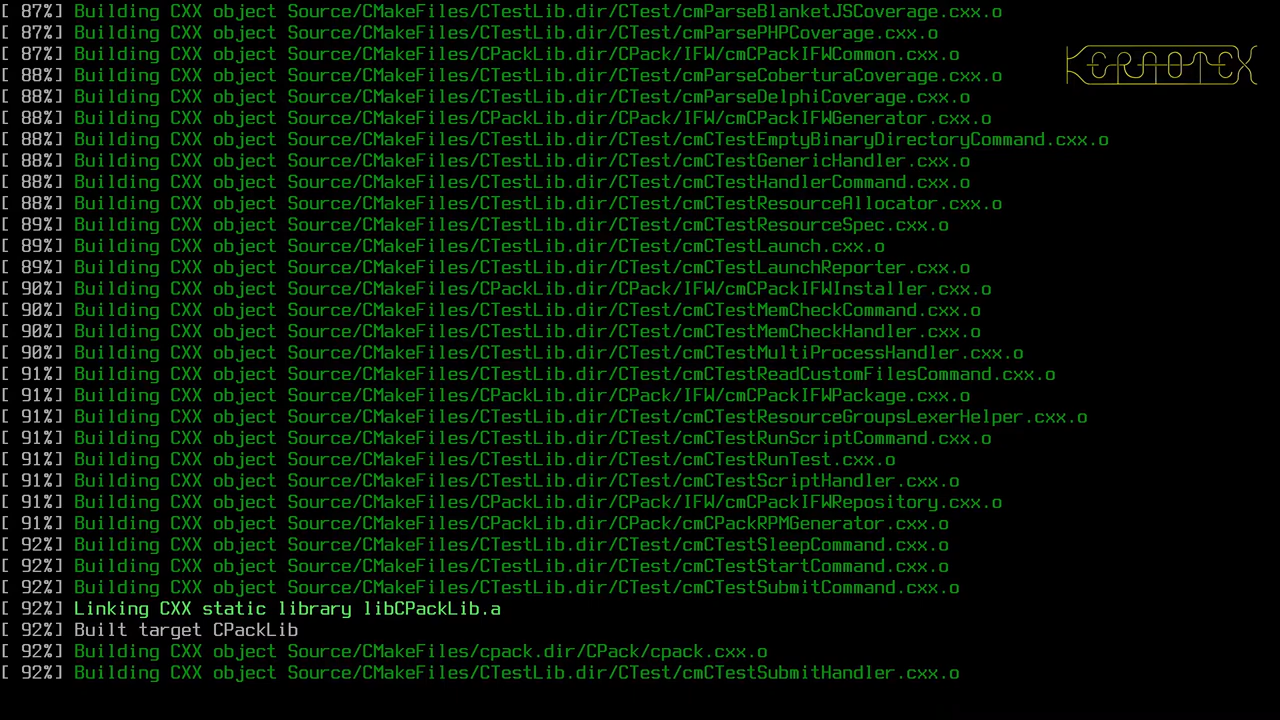 [ 87%] Building CXX object Source/CMakeFiles/CTestLib.dir/CTest/cmParseBlanketJSCoverage.cxx.o
[ 87%] Building CXX object Source/CMakeFiles/CTestLib.dir/CTest/cmParsePHPCoverage.cxx.o
[ 87%] Building CXX object Source/CMakeFiles/CPackLib.dir/CPack/IFW/cmCPackIFWCommon.cxx.o
[ 88%] Building CXX object Source/CMakeFiles/CTestLib.dir/CTest/cmParseCoberturaCoverage.cxx.o
[ 88%] Building CXX object Source/CMakeFiles/CTestLib.dir/CTest/cmParseDelphiCoverage.cxx.o
[ 88%] Building CXX object Source/CMakeFiles/CPackLib.dir/CPack/IFW/cmCPackIFWGenerator.cxx.o
[ 88%] Building CXX object Source/CMakeFiles/CTestLib.dir/CTest/cmCTestEmptyBinaryDirectoryCommand.cxx.o
[ 88%] Building CXX object Source/CMakeFiles/CTestLib.dir/CTest/cmCTestGenericHandler.cxx.o
[ 88%] Building CXX object Source/CMakeFiles/CTestLib.dir/CTest/cmCTestHandlerCommand.cxx.o
[ 88%] Building CXX object Source/CMakeFiles/CTestLib.dir/CTest/cmCTestResourceAllocator.cxx.o
[ 89%] Building CXX object Source/CMakeFiles/CTestLib.dir/CTest/cmCTestResourceSpec.cxx.o
[ 89%] Building CXX object Source/CMakeFiles/CTestLib.dir/CTest/cmCTestLaunch.cxx.o
[ 89%] Building CXX object Source/CMakeFiles/CTestLib.dir/CTest/cmCTestLaunchReporter.cxx.o
[ 90%] Building CXX object Source/CMakeFiles/CPackLib.dir/CPack/IFW/cmCPackIFWInstaller.cxx.o
[ 90%] Building CXX object Source/CMakeFiles/CTestLib.dir/CTest/cmCTestMemCheckCommand.cxx.o
[ 90%] Building CXX object Source/CMakeFiles/CTestLib.dir/CTest/cmCTestMemCheckHandler.cxx.o
[ 90%] Building CXX object Source/CMakeFiles/CTestLib.dir/CTest/cmCTestMultiProcessHandler.cxx.o
[ 91%] Building CXX object Source/CMakeFiles/CTestLib.dir/CTest/cmCTestReadCustomFilesCommand.cxx.o
[ 91%] Building CXX object Source/CMakeFiles/CPackLib.dir/CPack/IFW/cmCPackIFWPackage.cxx.o
[ 91%] Building CXX object Source/CMakeFiles/CTestLib.dir/CTest/cmCTestResourceGroupsLexerHelper.cxx.o
[ 91%] Building CXX object Source/CMakeFiles/CTestLib.dir/CTest/cmCTestRunScriptCommand.cxx.o
[ 91%] Building CXX object Source/CMakeFiles/CTestLib.dir/CTest/cmCTestRunTest.cxx.o
[ 91%] Building CXX object Source/CMakeFiles/CTestLib.dir/CTest/cmCTestScriptHandler.cxx.o
[ 91%] Building CXX object Source/CMakeFiles/CPackLib.dir/CPack/IFW/cmCPackIFWRepository.cxx.o
[ 91%] Building CXX object Source/CMakeFiles/CPackLib.dir/CPack/cmCPackRPMGenerator.cxx.o
[ 92%] Building CXX object Source/CMakeFiles/CTestLib.dir/CTest/cmCTestSleepCommand.cxx.o
[ 92%] Building CXX object Source/CMakeFiles/CTestLib.dir/CTest/cmCTestStartCommand.cxx.o
[ 92%] Building CXX object Source/CMakeFiles/CTestLib.dir/CTest/cmCTestSubmitCommand.cxx.o
[ 92%] Linking CXX static library libCPackLib.a
[ 92%] Built target CPackLib
[ 92%] Building CXX object Source/CMakeFiles/cpack.dir/CPack/cpack.cxx.o
[ 92%] Building CXX object Source/CMakeFiles/CTestLib.dir/CTest/cmCTestSubmitHandler.cxx.o